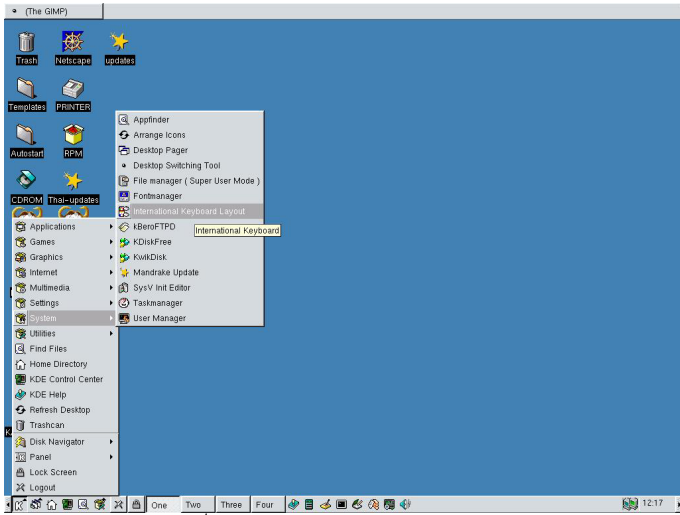 (The GIMP)
Trash
Netscape
updates
Templates
PRINTER
Autostart
RPM
CDROM
Thai-updates
Appfinder
Arrange Icons
Desktop Pager
Desktop Switching Tool
File manager ( Super User Mode )
Fontmanager
International Keyboard Layout
kBeroFTPD
International Keyboard
KDiskFree
KwikDisk
Mandrake Update
SysV Init Editor
Taskmanager
User Manager
Applications
Games
Graphics
Internet
Multimedia
Settings
System
Utilities
Find Files
Home Directory
KDE Control Center
KDE Help
Refresh Desktop
Trashcan
Disk Navigator
Panel
Lock Screen
Logout
One Two Three Four 12:17